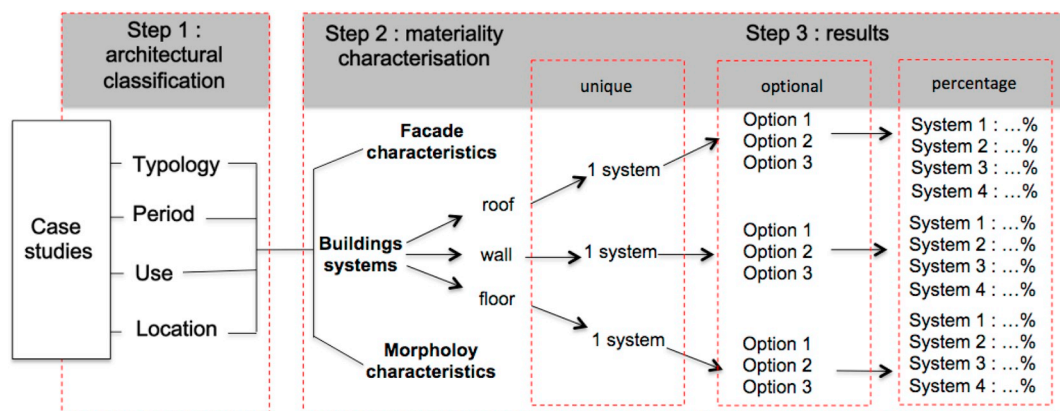 Step 1 :
architectural
classification
Step 2 : materiality
characterisation
Step 3 : results
unique
optional
percentage
Case
studies
Typology
Period
Use
Location
Facade
characteristics
Buildings
systems
Morpholoy
characteristics
roof
wall
floor
1 system
1 system
1 system
Option 1
Option 2
Option 3
Option 1
Option 2
Option 3
Option 1
Option 2
Option 3
System 1 : ...%
System 2 : ...%
System 3 : ...%
System 4 : ...%
System 1 : ...%
System 2 : ...%
System 3 : ...%
System 4 : ...%
System 1 : ...%
System 2 : ...%
System 3 : ...%
System 4 : ...%